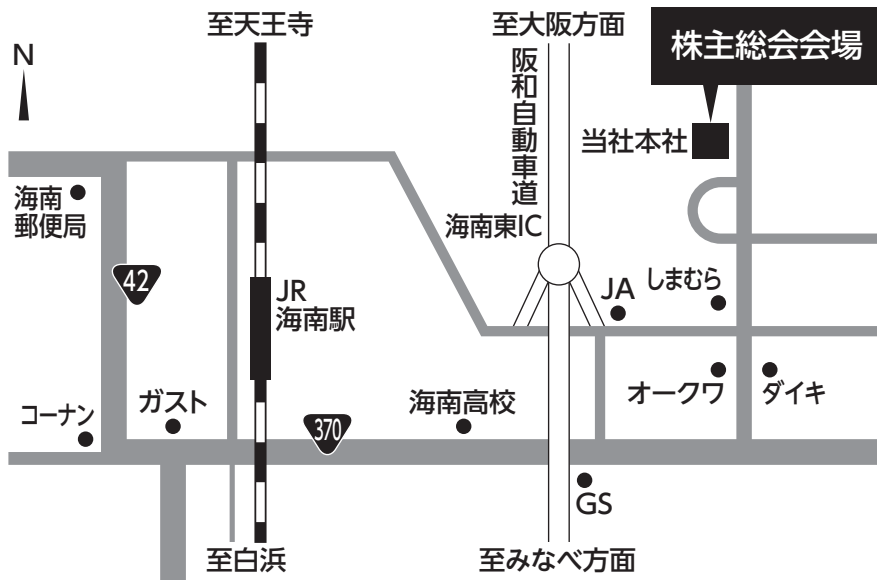 至天王寺
至大阪方面
株主総会会場
N
阪和自動車道
当社本社
海南
郵便局
海南東IC
42
JR
海南駅
JA
しまむら
コーナン
ガスト
370
海南高校
オークワ
ダイキ
GS
至白浜
至みなべ方面